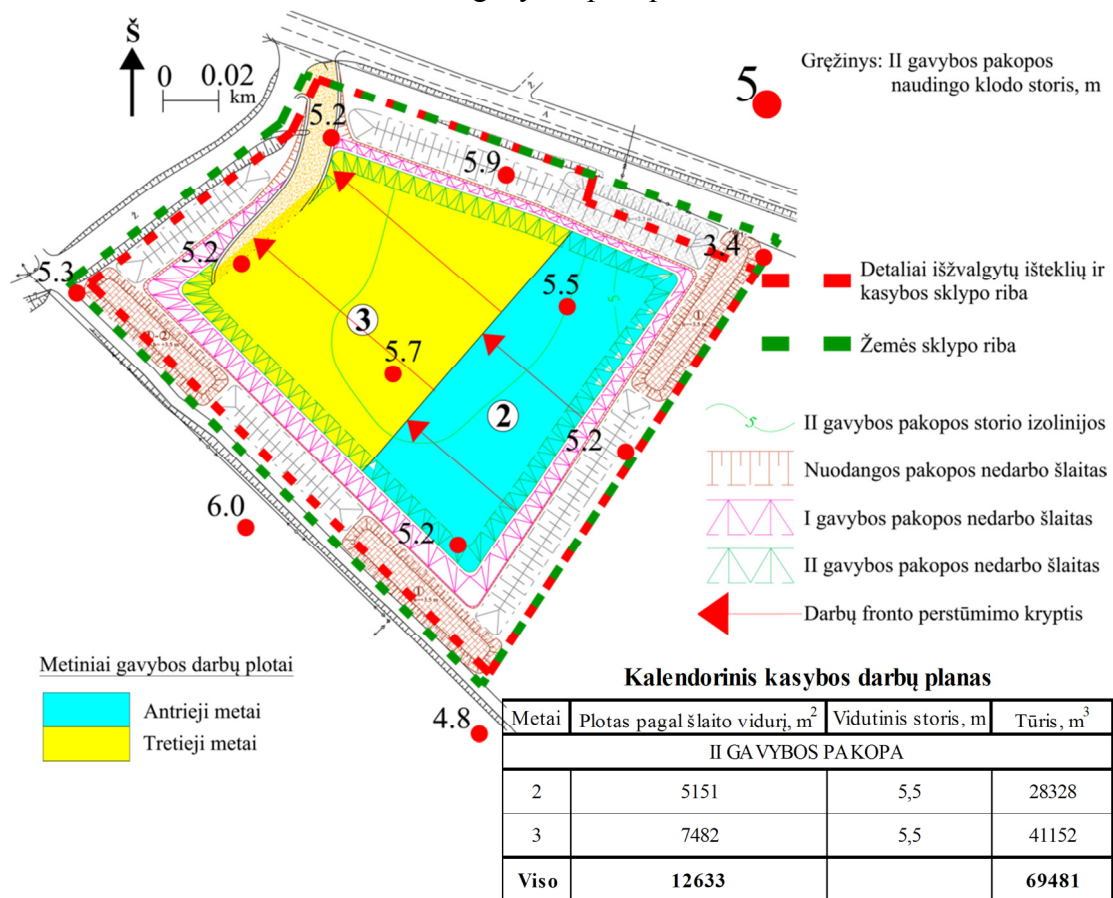 Š
0 0.02
km
5 Gręžinys: II gavybos pakopos
naudingo klodo storis, m
5.2
5.9
3.4
5.2
5.3
5.5
5
3
5.7
2
5.2
6.0
5.2
4.8
Detaliai išžvalgytų išteklių ir
kasybos sklypo riba
Žemės sklypo riba
5 II gavybos pakopos storio izolinijos
Nuodangos pakopos nedarbo šlaitas
I gavybos pakopos nedarbo šlaitas
II gavybos pakopos nedarbo šlaitas
Darbų fronto perstūmimo kryptis
Metiniai gavybos darbų plotai
Antrieji metai
Tretieji metai
Kalendorinis kasybos darbų planas
Metai Plotas pagal šlaito vidurį, m² Vidutinis storis, m Tūris, m³
II GAVYBOS PAKOPA
2 5151 5,5 28328
3 7482 5,5 41152
Viso 12633 69481